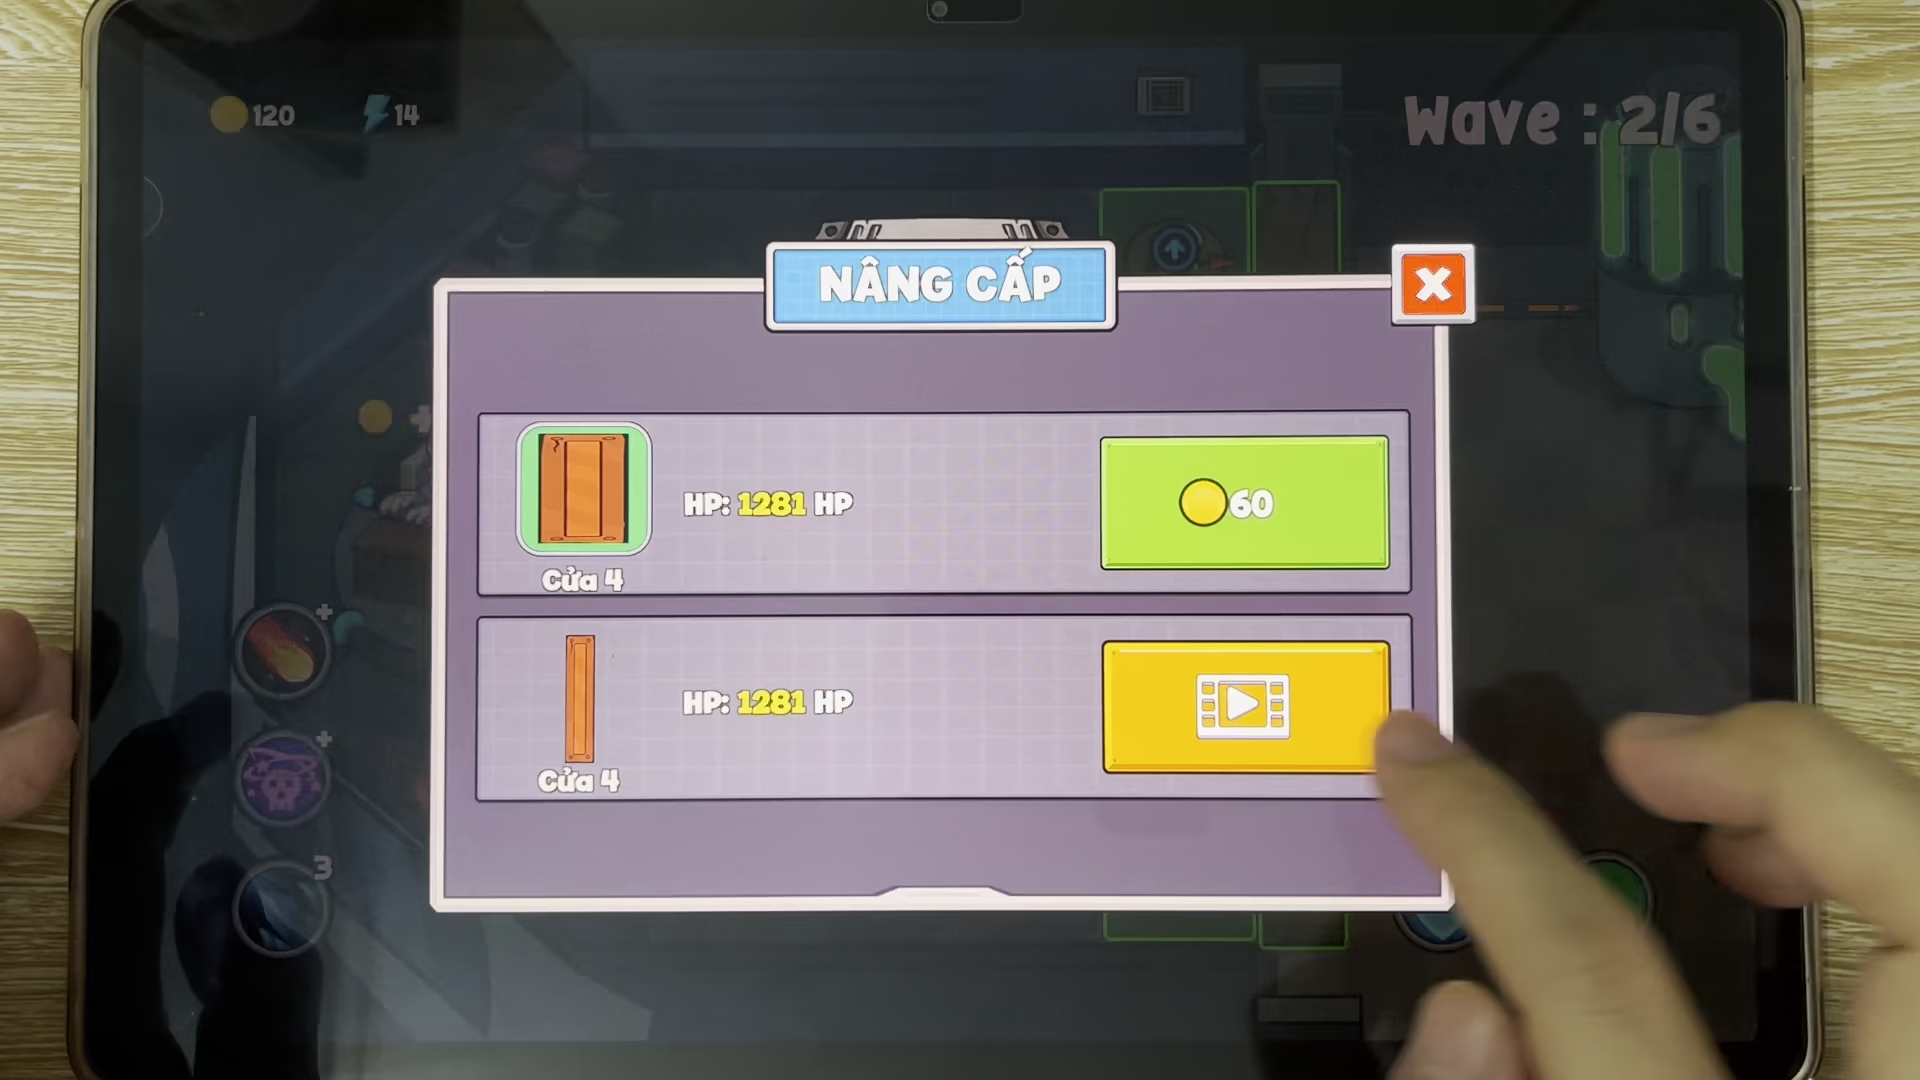 120
14
Wave : 2/6
NÂNG CẤP
HP: 1281 HP
60
Cửa 4
HP: 1281 HP
Cửa 4
3